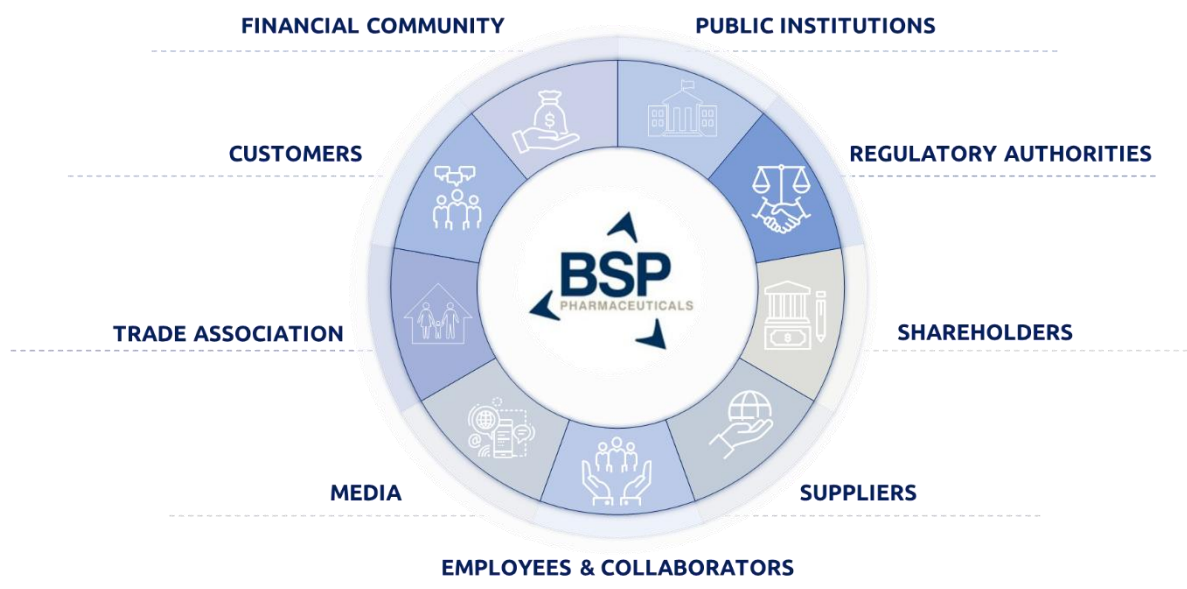 FINANCIAL COMMUNITY
PUBLIC INSTITUTIONS
CUSTOMERS
REGULATORY AUTHORITIES
BSP
PHARMACEUTICALS
TRADE ASSOCIATION
SHAREHOLDERS
MEDIA
SUPPLIERS
EMPLOYEES & COLLABORATORS